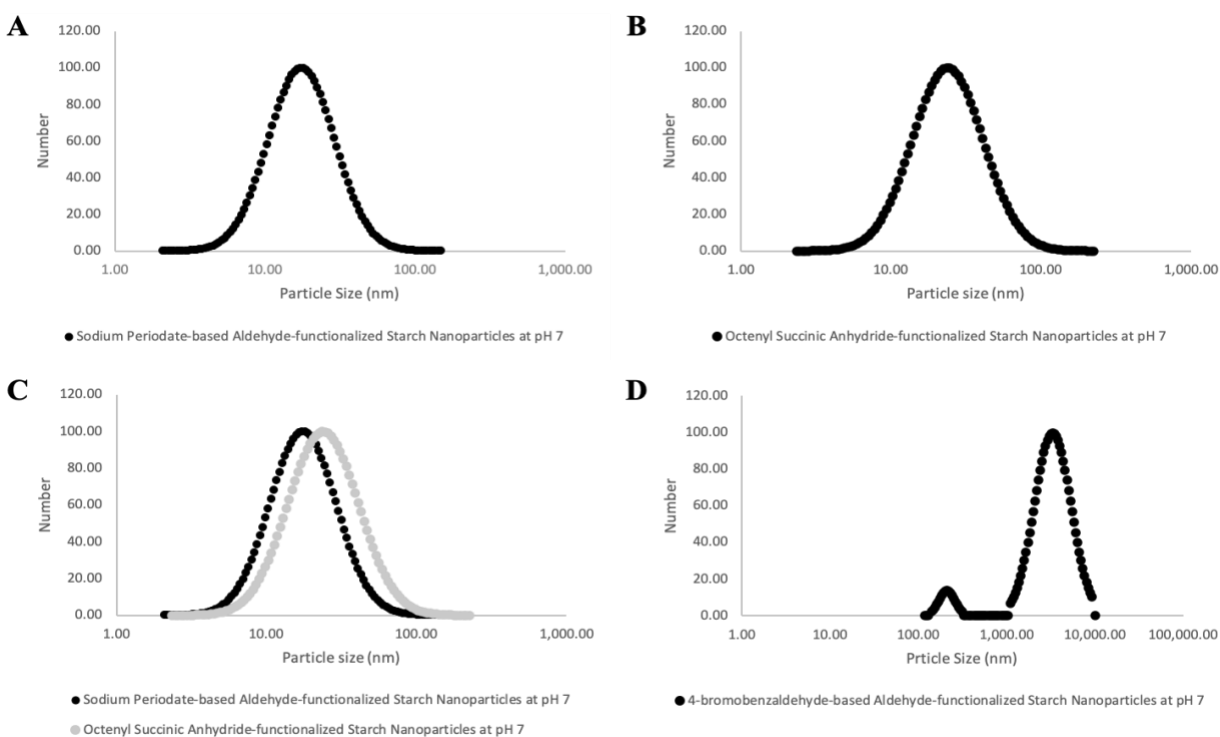 A
120.00
100.00
80.00
60.00
40.00
20.00
0.00
Number
1.00 10.00 100.00 1,000.00
Particle Size (nm)
Sodium Periodate-based Aldehyde-functionalized Starch Nanoparticles at pH 7
B
120.00
100.00
80.00
60.00
40.00
20.00
0.00
Number
1.00 10.00 100.00 1,000.00
Particle size (nm)
Octenyl Succinic Anhydride-functionalized Starch Nanoparticles at pH 7
C
120.00
100.00
80.00
60.00
40.00
20.00
0.00
Number
1.00 10.00 100.00 1,000.00
Particle size (nm)
Sodium Periodate-based Aldehyde-functionalized Starch Nanoparticles at pH 7
Octenyl Succinic Anhydride-functionalized Starch Nanoparticles at pH 7
D
120.00
100.00
80.00
60.00
40.00
20.00
0.00
Number
1.00 10.00 100.00 1,000.00 10,000.00 100,000.00
Prticle Size (nm)
4-bromobenzaldehyde-based Aldehyde-functionalized Starch Nanoparticles at pH 7